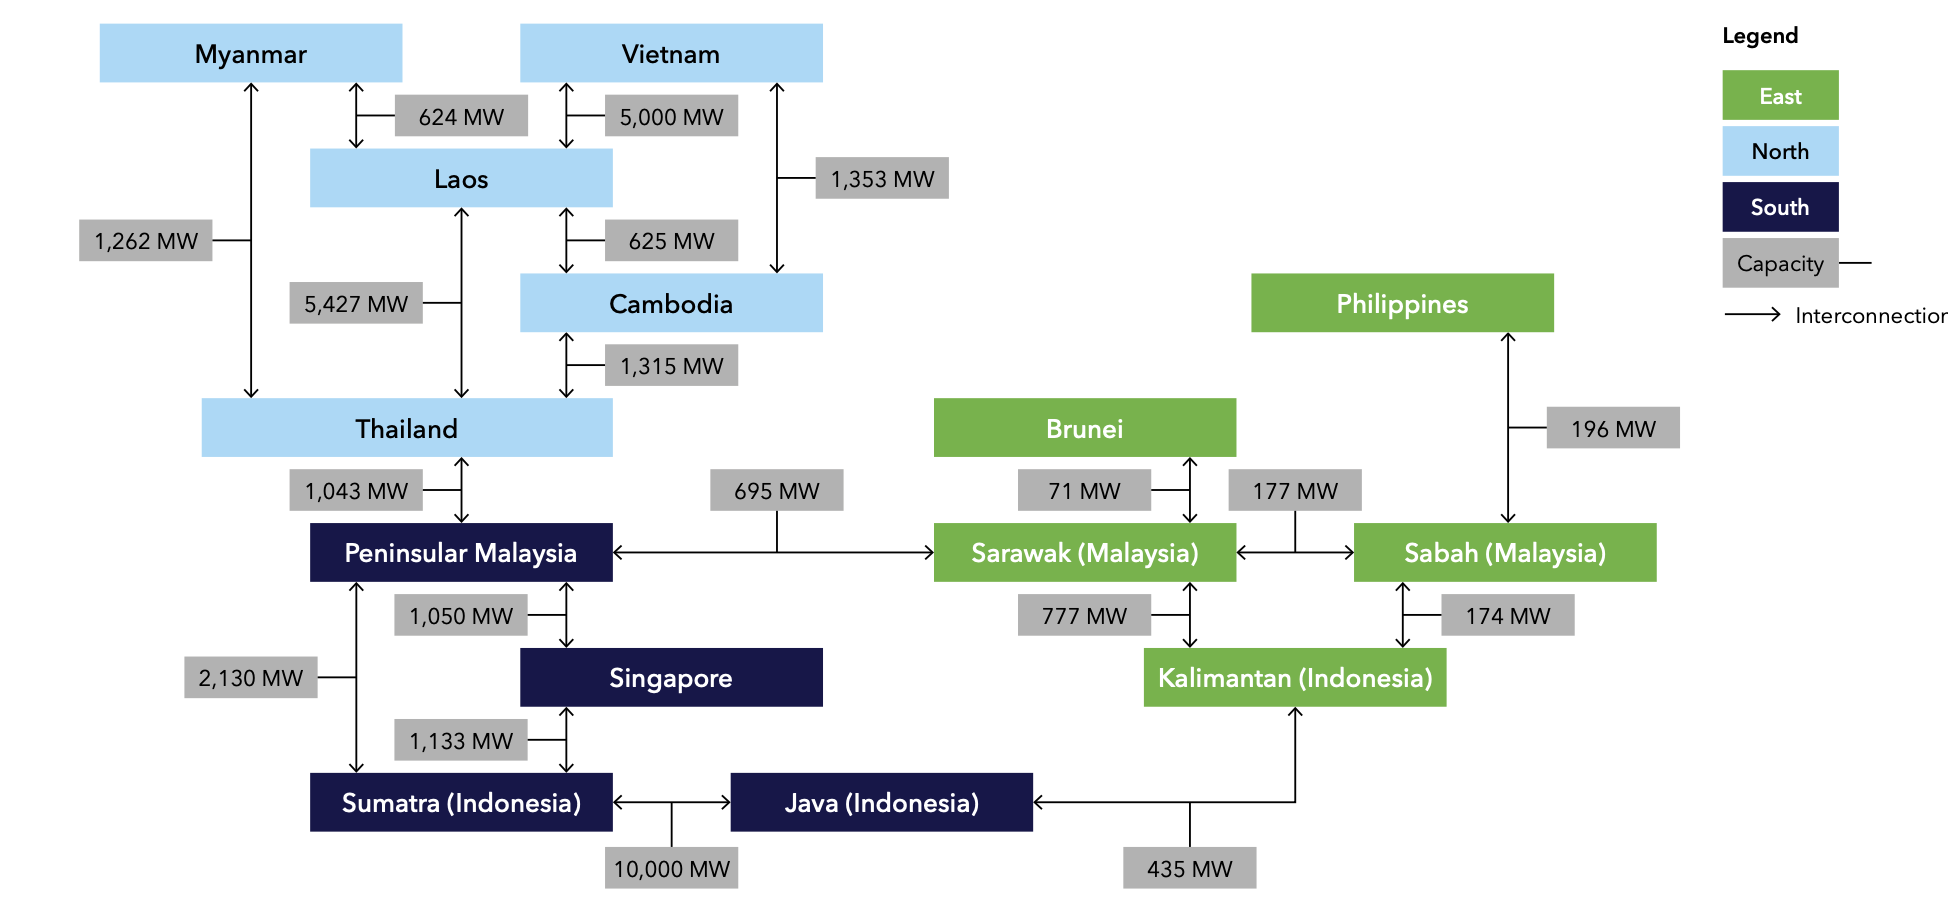 Myanmar
Vietnam
Legend
East
North
South
Capacity
Interconnection
624 MW
5,000 MW
1,353 MW
Laos
1,262 MW
625 MW
5,427 MW
Cambodia
Philippines
1,315 MW
Thailand
Brunei
196 MW
1,043 MW
695 MW
71 MW
177 MW
Peninsular Malaysia
Sarawak (Malaysia)
Sabah (Malaysia)
1,050 MW
777 MW
174 MW
2,130 MW
Singapore
Kalimantan (Indonesia)
1,133 MW
Sumatra (Indonesia)
Java (Indonesia)
10,000 MW
435 MW